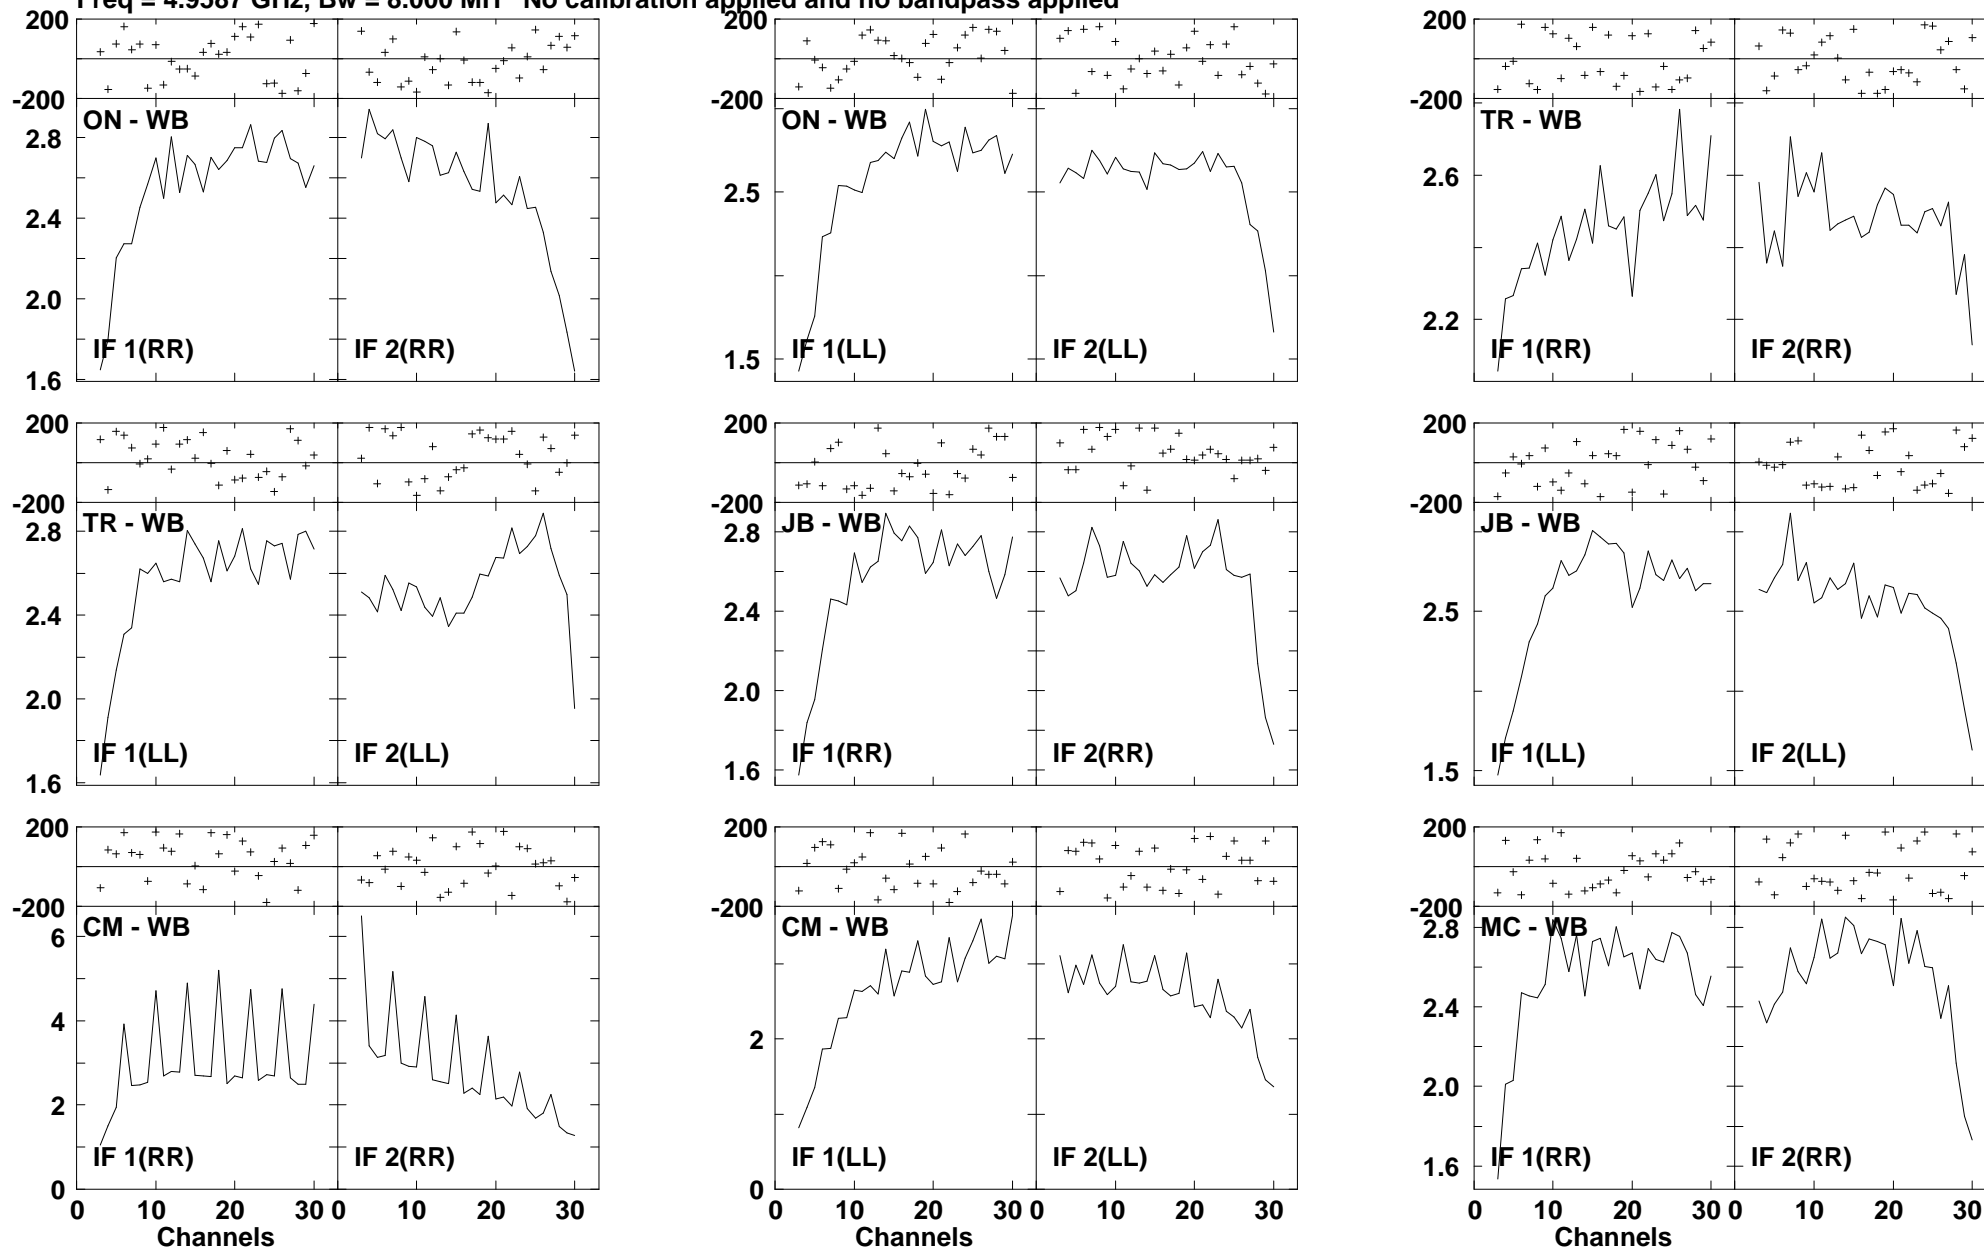 Freq = 4.9587 GHz, Bw = 8.000 MH No calibration applied and no bandpass applied
200
-200
ON - WB
2.8
2.4
2.0
1.6
IF 1(RR)
IF 2(RR)
200
-200
ON - WB
2.5
1.5
IF 1(LL)
IF 2(LL)
200
-200
TR - WB
2.6
2.2
IF 1(RR)
IF 2(RR)
200
-200
TR - WB
2.8
2.4
2.0
1.6
IF 1(LL)
IF 2(LL)
200
-200
JB - WB
2.8
2.4
2.0
1.6
IF 1(RR)
IF 2(RR)
200
-200
JB - WB
2.5
1.5
IF 1(LL)
IF 2(LL)
200
-200
CM - WB
6
4
2
0
IF 1(RR)
IF 2(RR)
0 10 20 30 0 10 20 30
Channels
200
-200
CM - WB
2
0
IF 1(LL)
IF 2(LL)
0 10 20 30 0 10 20 30
Channels
200
-200
MC - WB
2.8
2.4
2.0
1.6
IF 1(RR)
IF 2(RR)
0 10 20 30 0 10 20 30
Channels